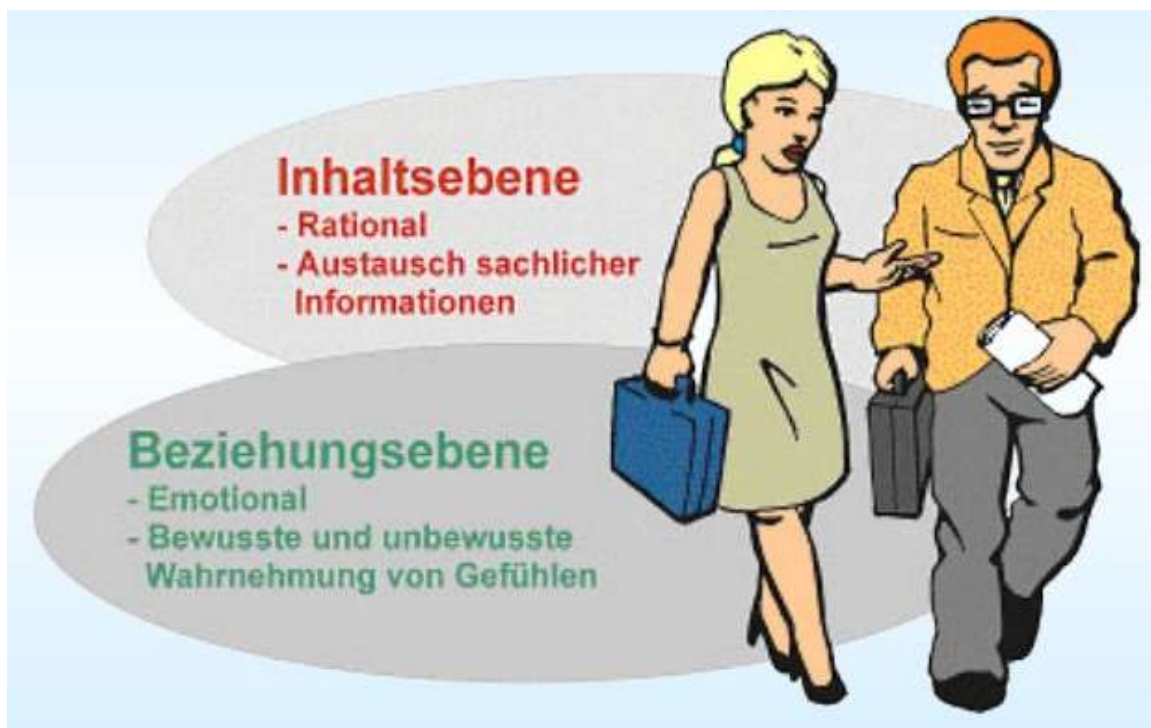 Inhaltsebene
- Rational
- Austausch sachlicher
Informationen
Beziehungsebene
- Emotional
- Bewusste und unbewusste
Wahrnehmung von Gefühlen